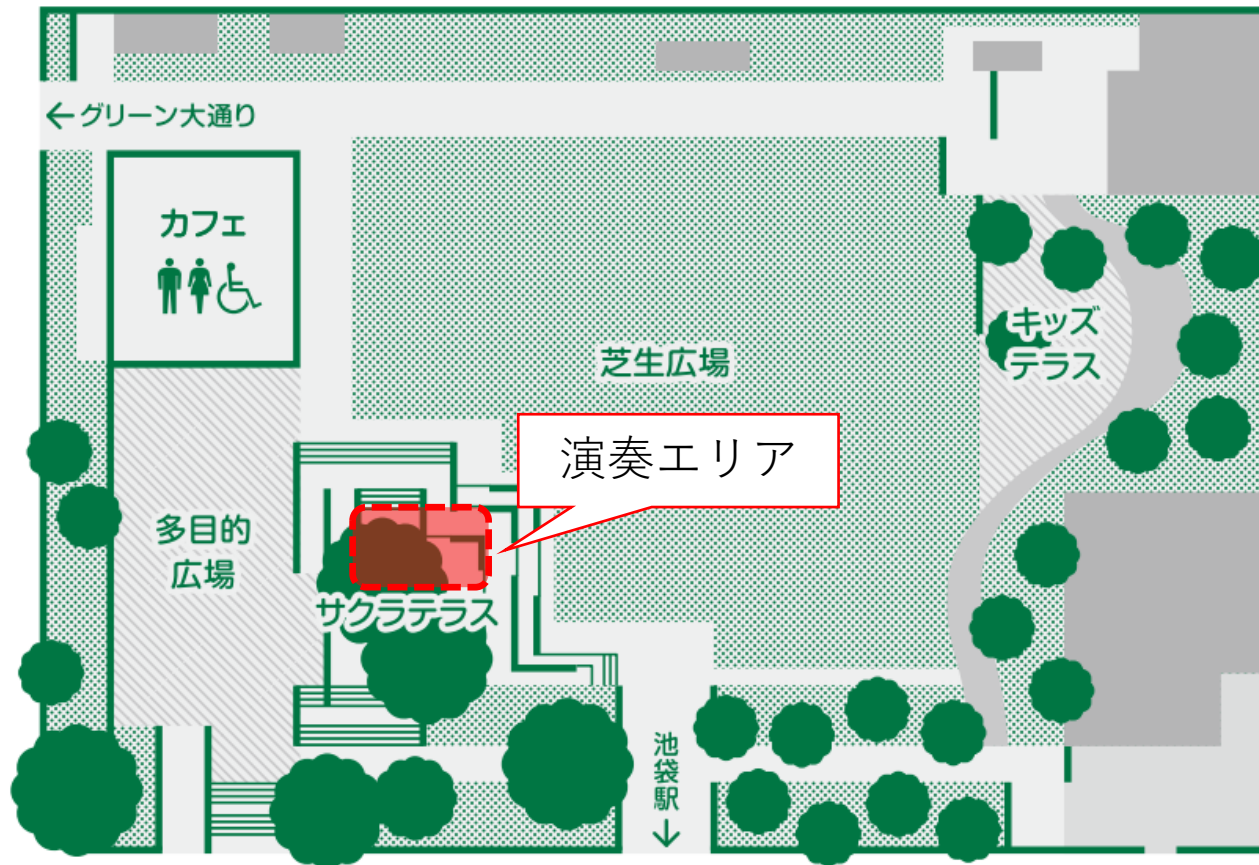 ←グリーン大通り
カフェ
芝生広場
キッズ
テラス
演奏エリア
多目的
広場
サクラテラス
池袋駅↓